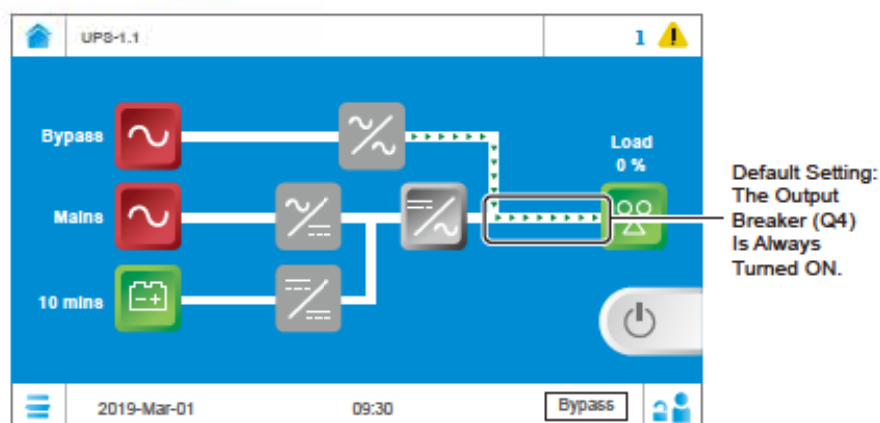 UPS-1.1
1
Bypass
Load
0 %
Mains
10 mins
Default Setting:
The Output
Breaker (Q4)
Is Always
Turned ON.
2019-Mar-01
09:30
Bypass